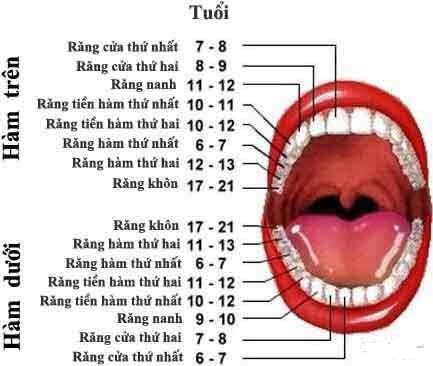 Tuổi
Hàm trên
Răng cửa thứ nhất 7 - 8
Răng cửa thứ hai 8 - 9
Răng nanh 11 - 12
Răng tiền hàm thứ nhất 10 - 11
Răng tiền hàm thứ hai 10 - 12
Răng hàm thứ nhất 6 - 7
Răng hàm thứ hai 12 - 13
Răng khôn 17 - 21
Hàm dưới
Răng khôn 17 - 21
Răng hàm thứ hai 11 - 13
Răng hàm thứ nhất 6 - 7
Răng tiền hàm thứ hai 11 - 12
Răng tiền hàm thứ nhất 10 - 12
Răng nanh 9 - 10
Răng cửa thứ hai 7 - 8
Răng cửa thứ nhất 6 - 7